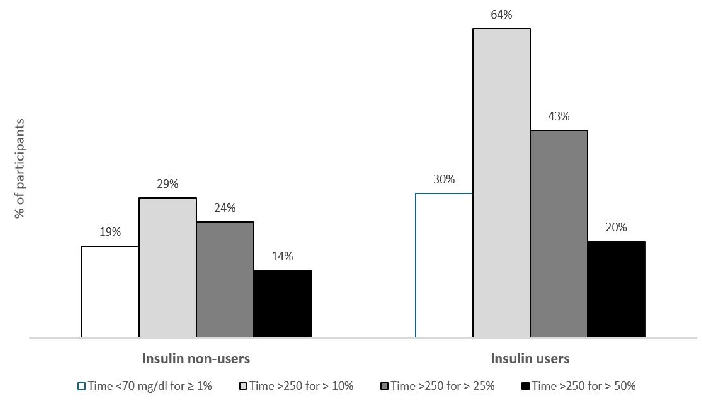 64%
43%
30%
29%
24%
20%
19%
14%
% of participants
Insulin non-users
Insulin users
Time <70 mg/dl for ≥ 1%
Time >250 for > 10%
Time >250 for > 25%
Time >250 for > 50%